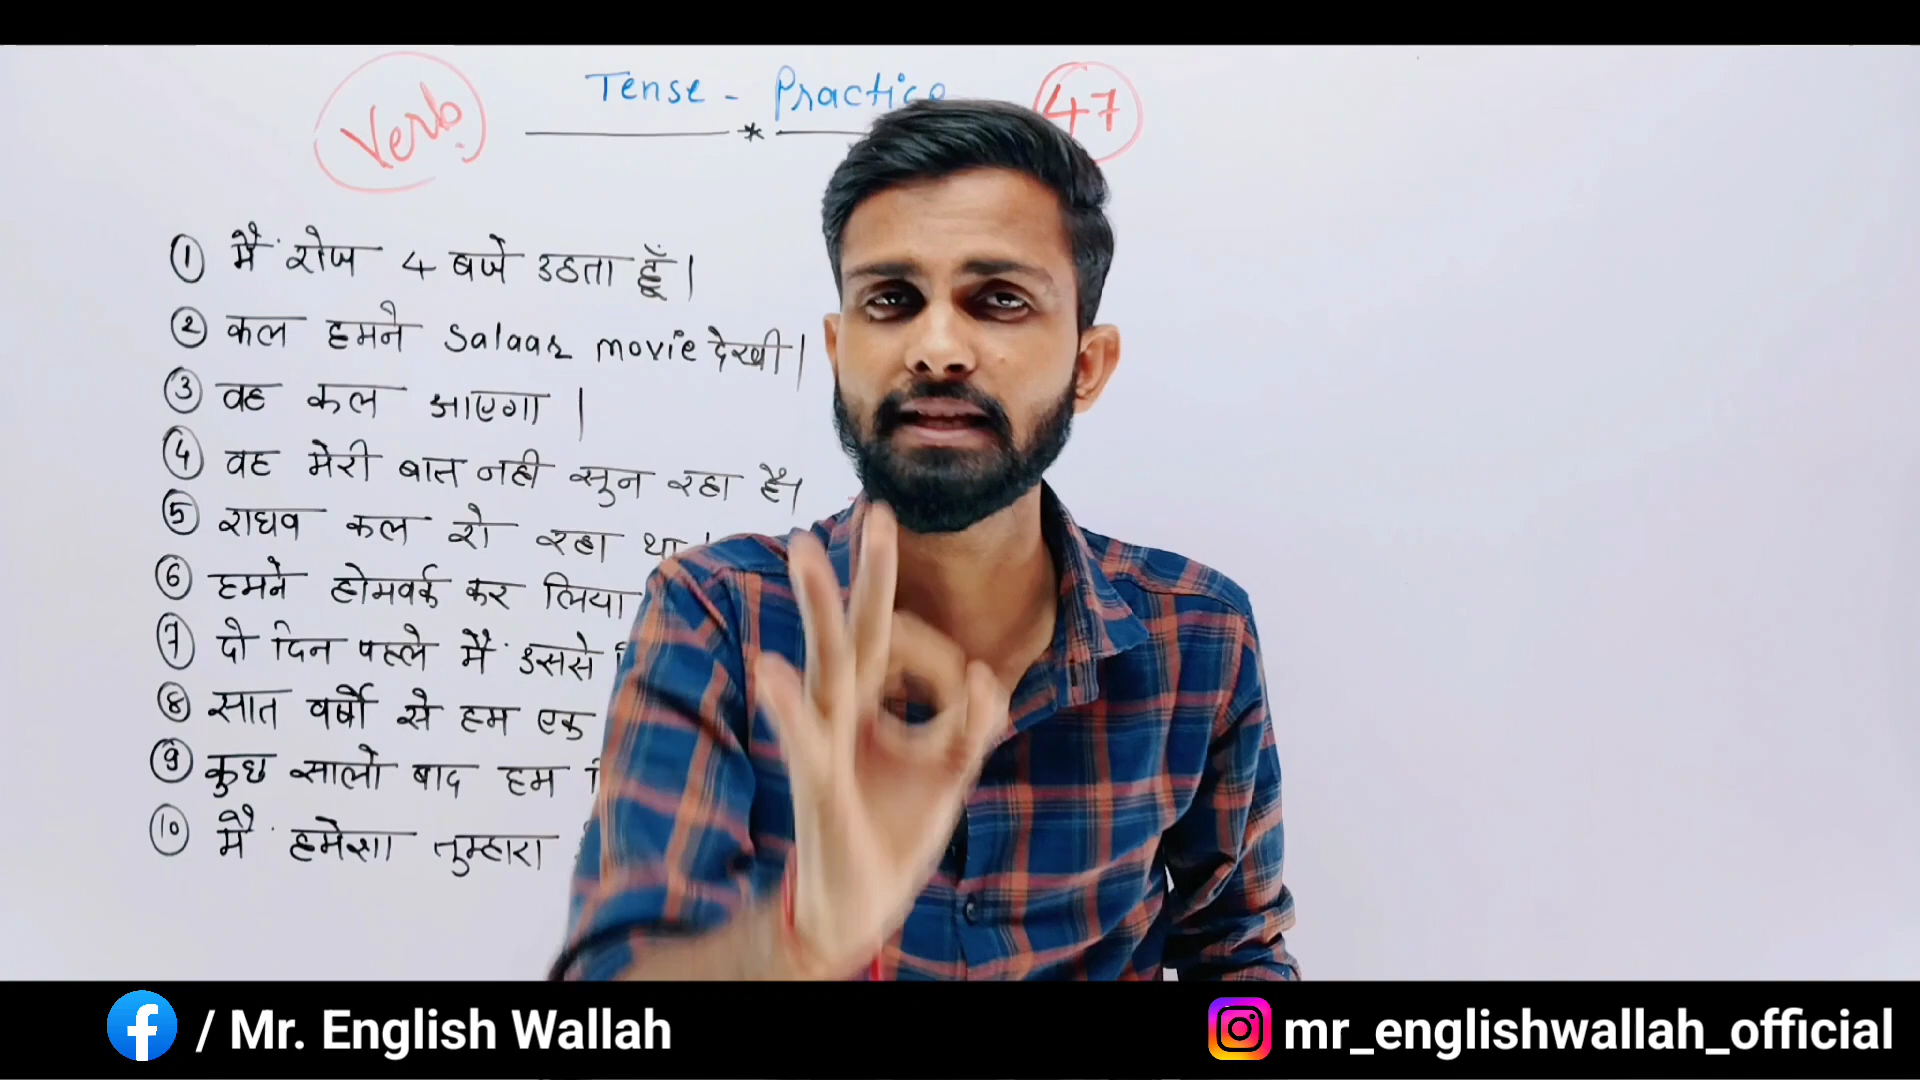 Verb
Tense - Practice
47
① मैं रोज 4 बजे उठता हूँ।
② कल हमने Salaar movie देखी।
③ वह कल आएगा।
④ वह मेरी बात नही सुन रहा है।
⑤ राघव कल रो रहा था।
⑥ हमने होमवर्क कर लिया
⑦ दो दिन पहले मैं उससे
⑧ सात वर्षो से हम एक
⑨ कुछ सालो बाद हम
⑩ मैं हमेशा तुम्हारा
/ Mr. English Wallah
mr_englishwallah_official